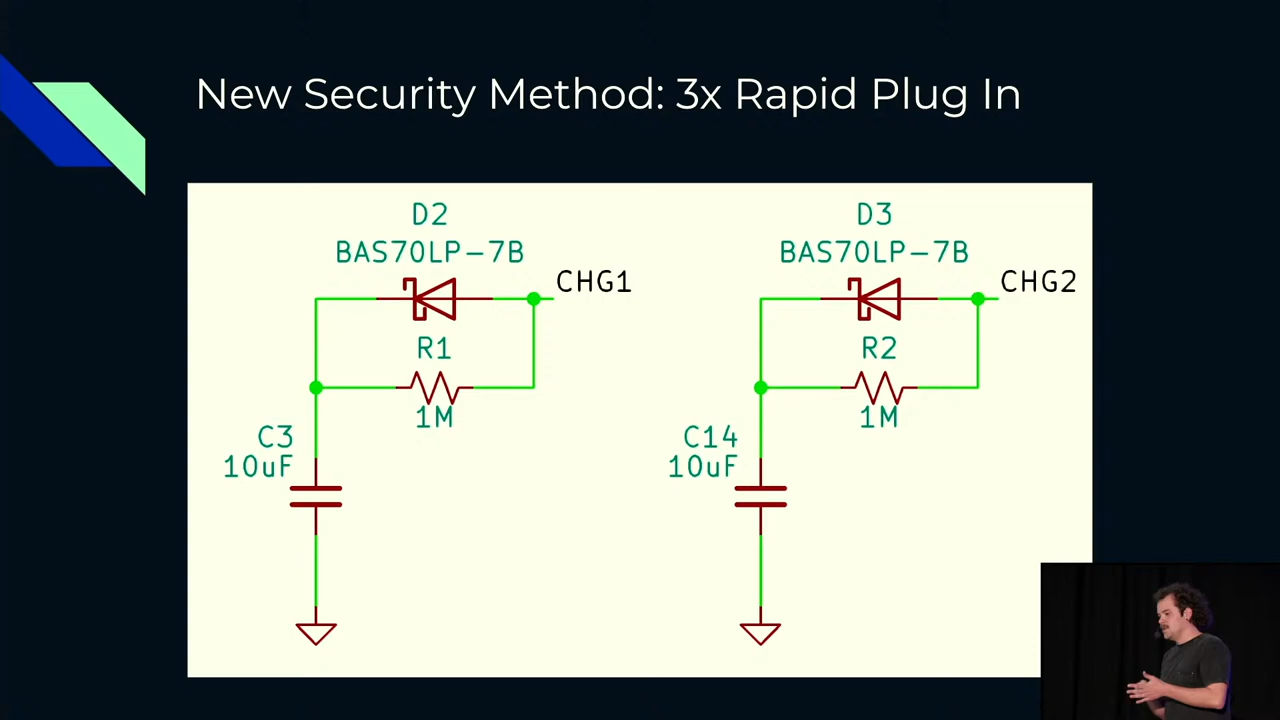 New Security Method: 3x Rapid Plug In
D2
BAS70LP-7B
CHG1
R1
1M
C3
10uF
D3
BAS70LP-7B
CHG2
R2
1M
C14
10uF